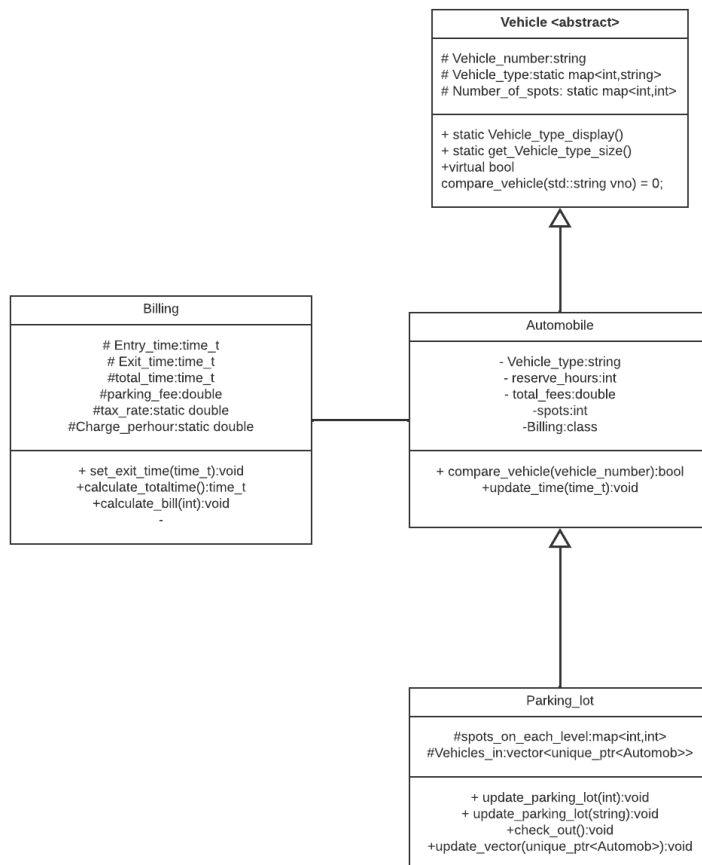 Vehicle <abstract>
# Vehicle_number:string
# Vehicle_type:static map<int,string>
# Number_of_spots: static map<int,int>
+ static Vehicle_type_display()
+ static get_Vehicle_type_size()
+virtual bool
compare_vehicle(std::string vno) = 0;
Billing
# Entry_time:time_t
# Exit_time:time_t
#total_time:time_t
#parking_fee:double
#tax_rate:static double
#Charge_perhour:static double
+ set_exit_time(time_t):void
+calculate_totaltime():time_t
+calculate_bill(int):void
-
Automobile
- Vehicle_type:string
- reserve_hours:int
- total_fees:double
-spots:int
-Billing:class
+ compare_vehicle(vehicle_number):bool
+update_time(time_t):void
Parking_lot
#spots_on_each_level:map<int,int>
#Vehicles_in:vector<unique_ptr<Automob>>
+ update_parking_lot(int):void
+ update_parking_lot(string):void
+check_out():void
+update_vector(unique_ptr<Automob>):void